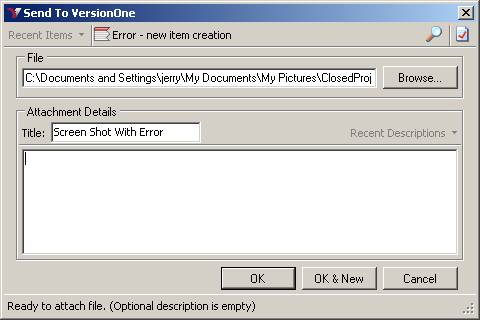 Send To VersionOne
Recent Items Error - new item creation
File
C:\Documents and Settings\jerry\My Documents\My Pictures\ClosedProj Browse...
Attachment Details
Title: Screen Shot With Error Recent Descriptions
OK OK & New Cancel
Ready to attach file. (Optional description is empty)